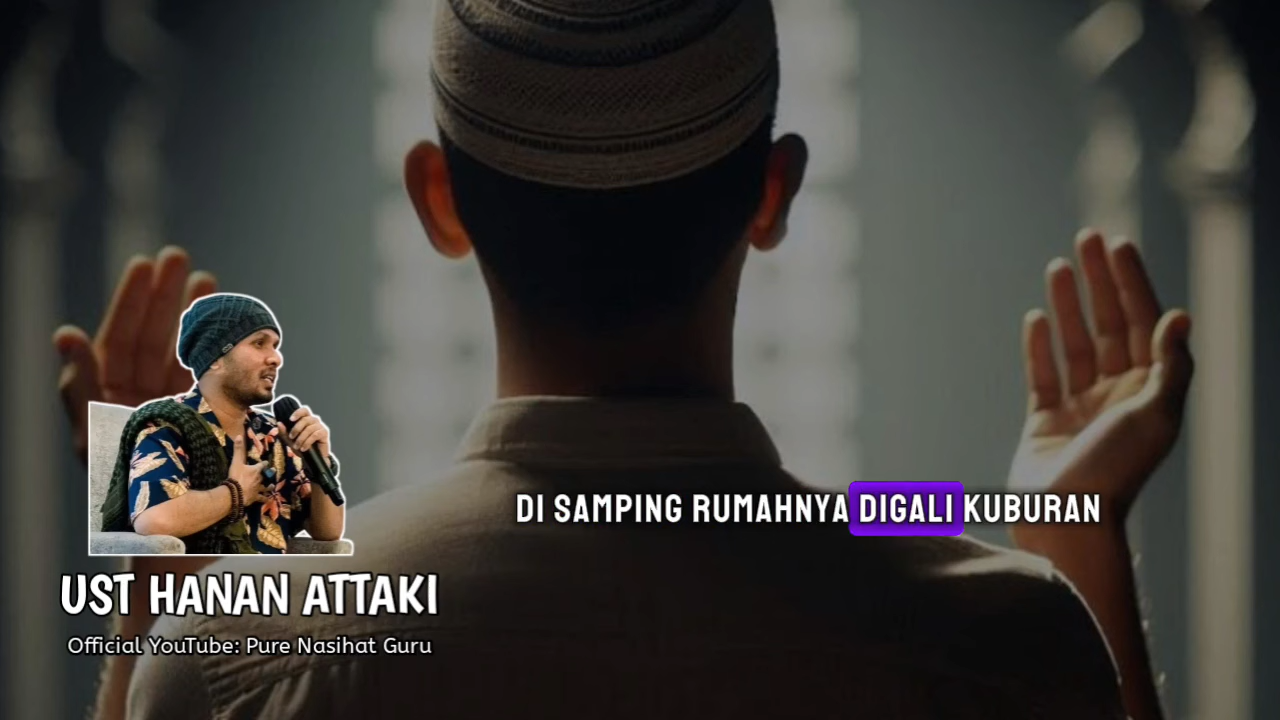 DI SAMPING RUMAHNYA DIGALI KUBURAN
UST HANAN ATTAKI
Official YouTube: Pure Nasihat Guru